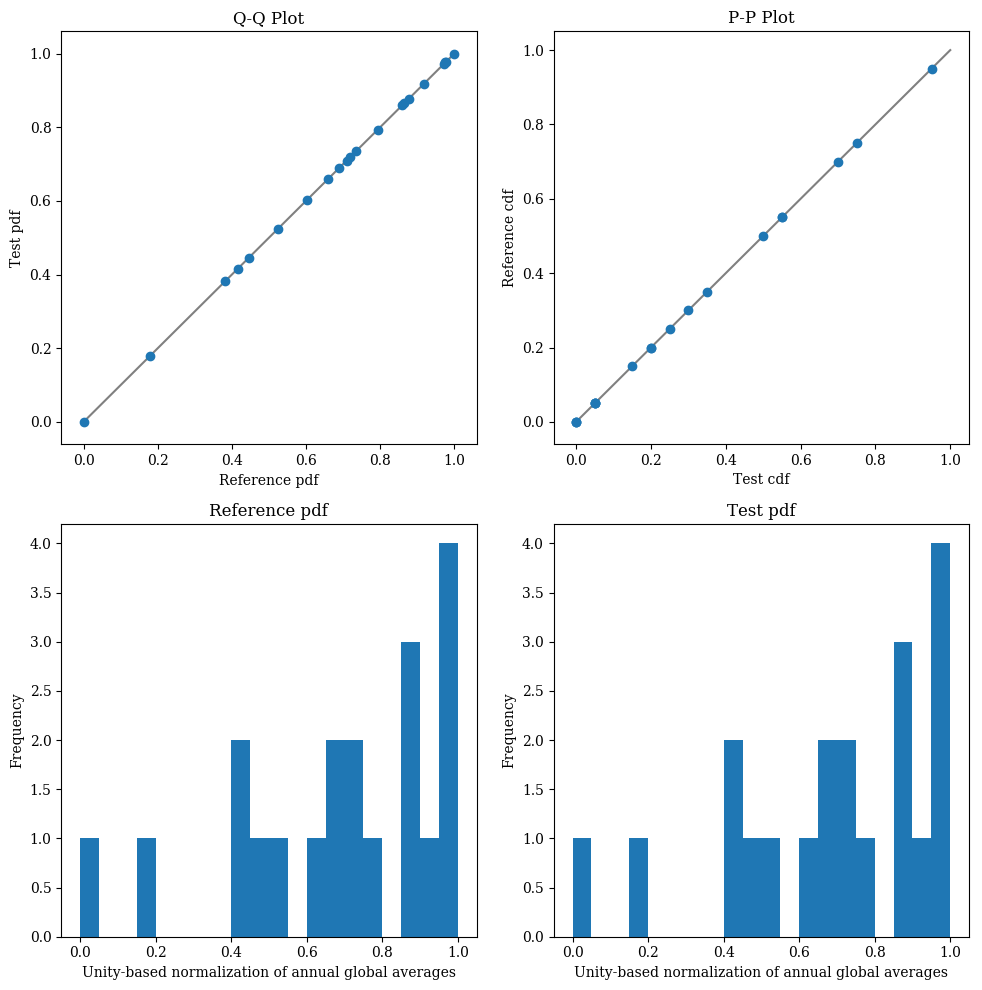 Q-Q Plot
1.0
0.8
0.6
0.4
0.2
0.0
Test pdf
0.0 0.2 0.4 0.6 0.8 1.0
Reference pdf
P-P Plot
1.0
0.8
0.6
0.4
0.2
0.0
Reference cdf
0.0 0.2 0.4 0.6 0.8 1.0
Test cdf
Reference pdf
4.0
3.5
3.0
2.5
2.0
1.5
1.0
0.5
0.0
Frequency
0.0 0.2 0.4 0.6 0.8 1.0
Unity-based normalization of annual global averages
Test pdf
4.0
3.5
3.0
2.5
2.0
1.5
1.0
0.5
0.0
Frequency
0.0 0.2 0.4 0.6 0.8 1.0
Unity-based normalization of annual global averages